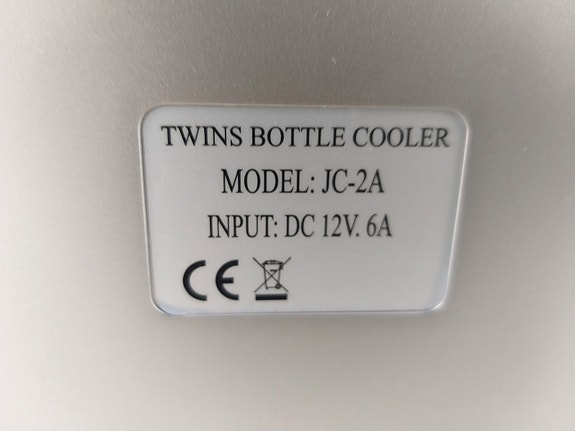 TWINS BOTTLE COOLER
MODEL: JC-2A
INPUT: DC 12V. 6A
CE